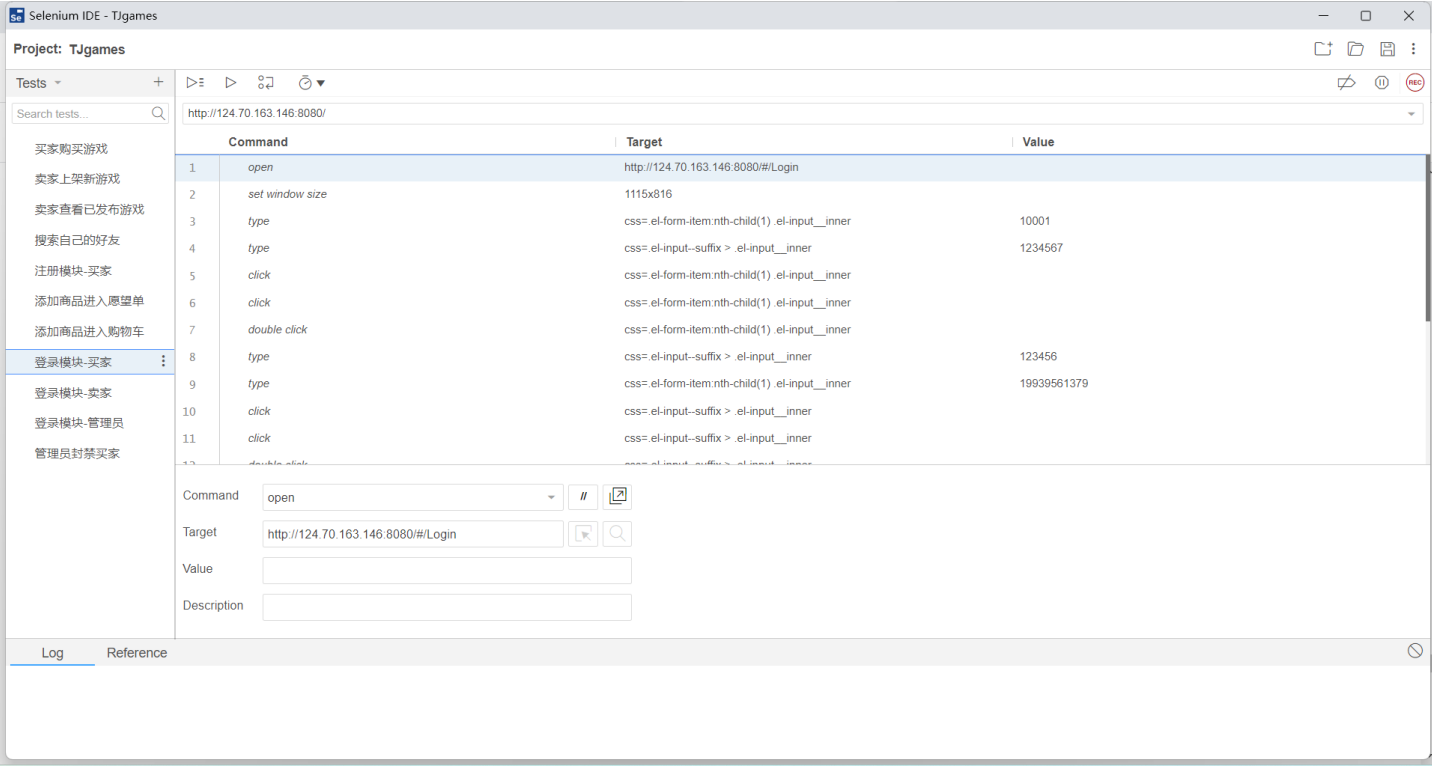 Selenium IDE - TJgames
Project: TJgames
Tests
Search tests...
买家购买游戏
卖家上架新游戏
卖家查看已发布游戏
搜索自己的好友
注册模块-买家
添加商品进入愿望单
添加商品进入购物车
登录模块-买家
登录模块-卖家
登录模块-管理员
管理员封禁买家
REC
http://124.70.163.146:8080/
Command Target Value
1 open http://124.70.163.146:8080/#/Login
2 set window size 1115x816
3 type css=.el-form-item:nth-child(1) .el-input__inner 10001
4 type css=.el-input--suffix > .el-input__inner 1234567
5 click css=.el-form-item:nth-child(1) .el-input__inner
6 click css=.el-form-item:nth-child(1) .el-input__inner
7 double click css=.el-form-item:nth-child(1) .el-input__inner
8 type css=.el-input--suffix > .el-input__inner 123456
9 type css=.el-form-item:nth-child(1) .el-input__inner 19939561379
10 click css=.el-input--suffix > .el-input__inner
11 click css=.el-input--suffix > .el-input__inner
12 double click css=.el-input--suffix > .el-input__inner
Command open //
Target http://124.70.163.146:8080/#/Login
Value
Description
Log Reference